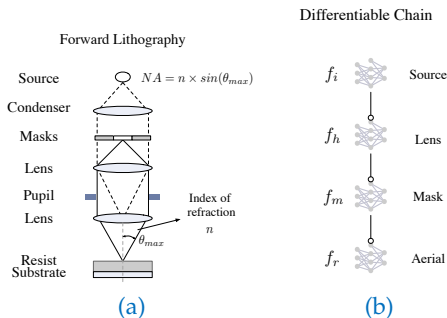 Forward Lithography
Source
NA = n × sin(θmax)
Condenser
Masks
Lens
Pupil
Lens
Index of
refraction
n
θmax
Resist
Substrate
(a)
Differentiable Chain
fi Source
fh Lens
fm Mask
fr Aerial
(b)